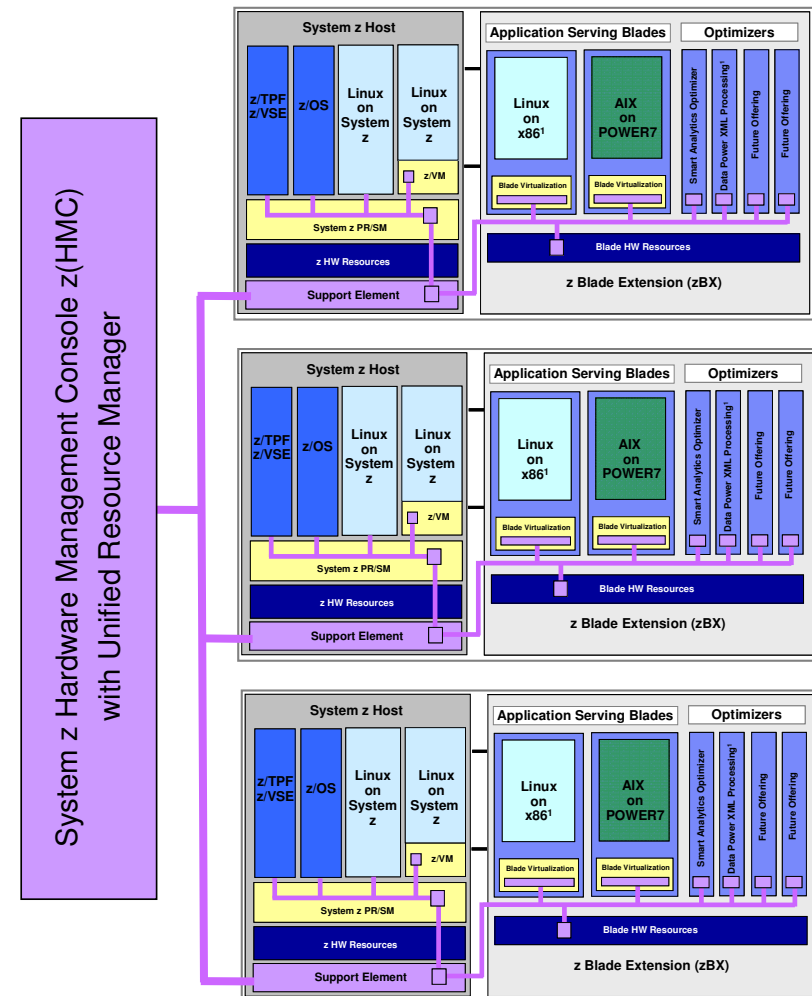 System z Hardware Management Console z(HMC)
with Unified Resource Manager
System z Host
z/TPF
z/VSE
z/OS
Linux
on
System
z
Linux
on
System
z
z/VM
System z PR/SM
z HW Resources
Support Element
Application Serving Blades
Linux
on
x86¹
Blade Virtualization
AIX
on
POWER7
Blade Virtualization
Optimizers
Smart Analytics Optimizer
Data Power XML Processing¹
Future Offering
Future Offering
Blade HW Resources
z Blade Extension (zBX)
System z Host
z/TPF
z/VSE
z/OS
Linux
on
System
z
Linux
on
System
z
z/VM
System z PR/SM
z HW Resources
Support Element
Application Serving Blades
Linux
on
x86¹
Blade Virtualization
AIX
on
POWER7
Blade Virtualization
Optimizers
Smart Analytics Optimizer
Data Power XML Processing¹
Future Offering
Future Offering
Blade HW Resources
z Blade Extension (zBX)
System z Host
z/TPF
z/VSE
z/OS
Linux
on
System
z
Linux
on
System
z
z/VM
System z PR/SM
z HW Resources
Support Element
Application Serving Blades
Linux
on
x86¹
Blade Virtualization
AIX
on
POWER7
Blade Virtualization
Optimizers
Smart Analytics Optimizer
Data Power XML Processing¹
Future Offering
Future Offering
Blade HW Resources
z Blade Extension (zBX)